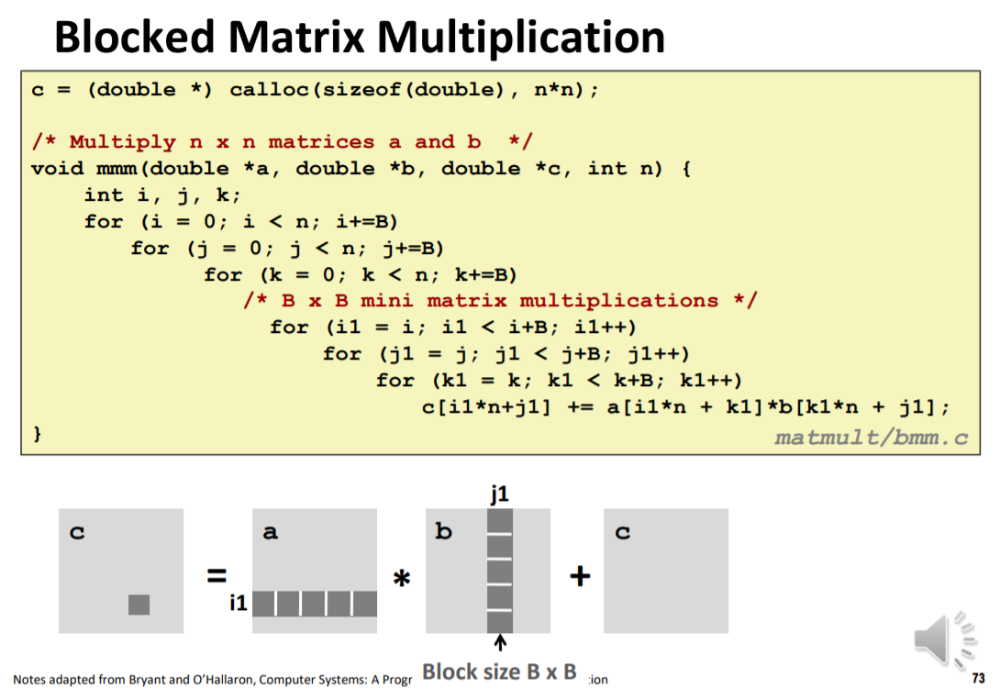 Blocked Matrix Multiplication
c = (double *) calloc(sizeof(double), n*n);
/* Multiply n x n matrices a and b  */
void mmm(double *a, double *b, double *c, int n) {
    int i, j, k;
    for (i = 0; i < n; i+=B)
        for (j = 0; j < n; j+=B)
            for (k = 0; k < n; k+=B)
                /* B x B mini matrix multiplications */
                for (i1 = i; i1 < i+B; i1++)
                    for (j1 = j; j1 < j+B; j1++)
                        for (k1 = k; k1 < k+B; k1++)
                            c[i1*n+j1] += a[i1*n + k1]*b[k1*n + j1];
}
matmult/bmm.c
j1
c
a
b
c
=
*
+
i1
Block size B x B
Notes adapted from Bryant and O'Hallaron, Computer Systems: A Progr
ion
73